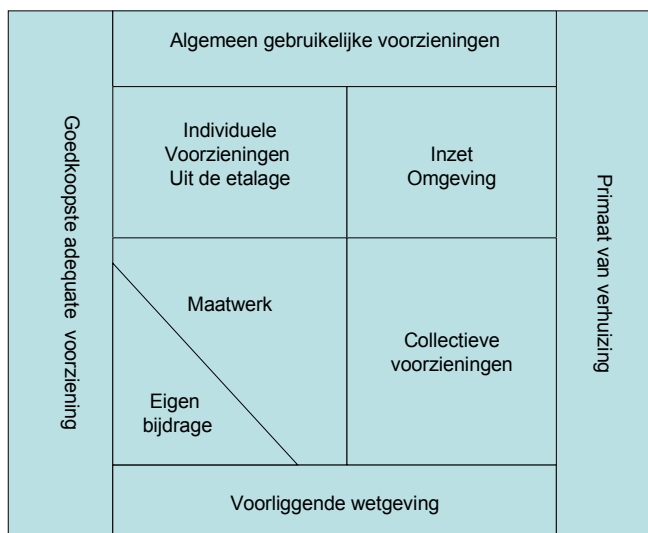 Algemeen gebruikelijke voorzieningen
Goedkoopste adequate voorziening
Individuele
Voorzieningen
Uit de etalage
Inzet
Omgeving
Primaat van verhuizing
Maatwerk
Collectieve
voorzieningen
Eigen
bijdrage
Voorliggende wetgeving